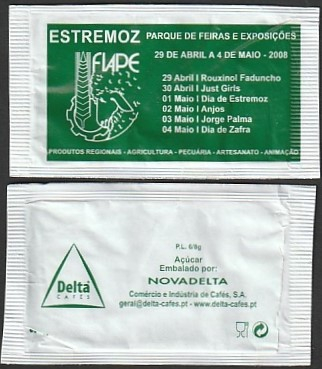 ESTREMOZ PARQUE DE FEIRAS E EXPOSIÇÕES
29 DE ABRIL A 4 DE MAIO - 2008
FIAPE
29 Abril I Rouxinol Faduncho
30 Abril I Just Girls
01 Maio I Dia de Estremoz
02 Maio I Anjos
03 Maio I Jorge Palma
04 Maio I Dia de Zafra
PRODUTOS REGIONAIS - AGRICULTURA - PECUÁRIA - ARTESANATO - ANIMAÇÃO
P.L. 6/8g
Açúcar
Embalado por:
NOVADELTA
Comércio e Indústria de Cafés, S.A.
geral@delta-cafes.pt - www.delta-cafes.pt
Delta
CAFÉS